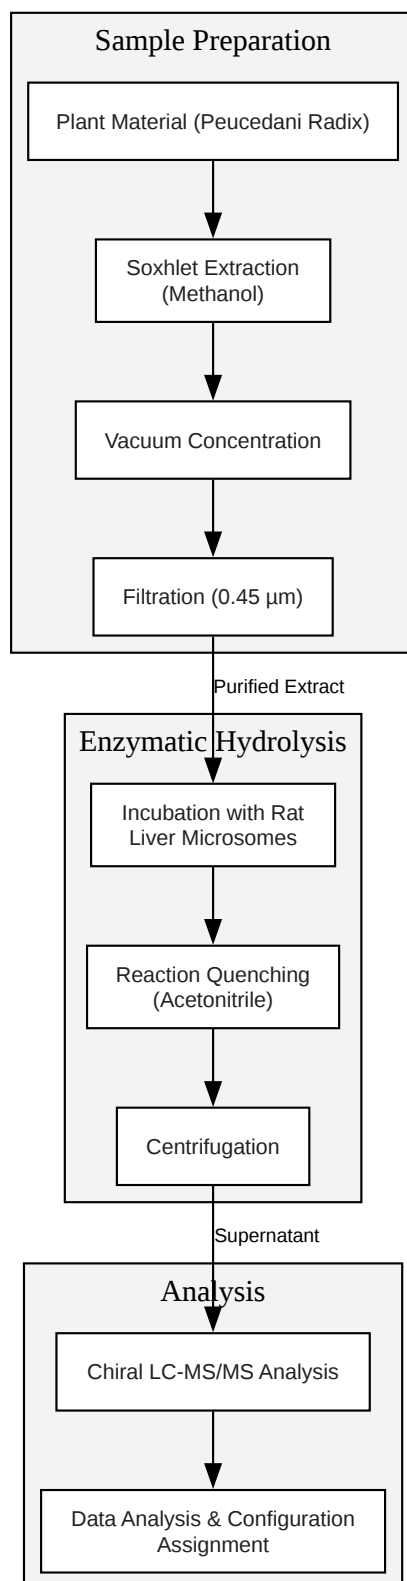 Sample Preparation
Plant Material (Peucedani Radix)
Soxhlet Extraction
(Methanol)
Vacuum Concentration
Filtration (0.45 µm)
Purified Extract
Enzymatic Hydrolysis
Incubation with Rat
Liver Microsomes
Reaction Quenching
(Acetonitrile)
Centrifugation
Supernatant
Analysis
Chiral LC-MS/MS Analysis
Data Analysis & Configuration
Assignment